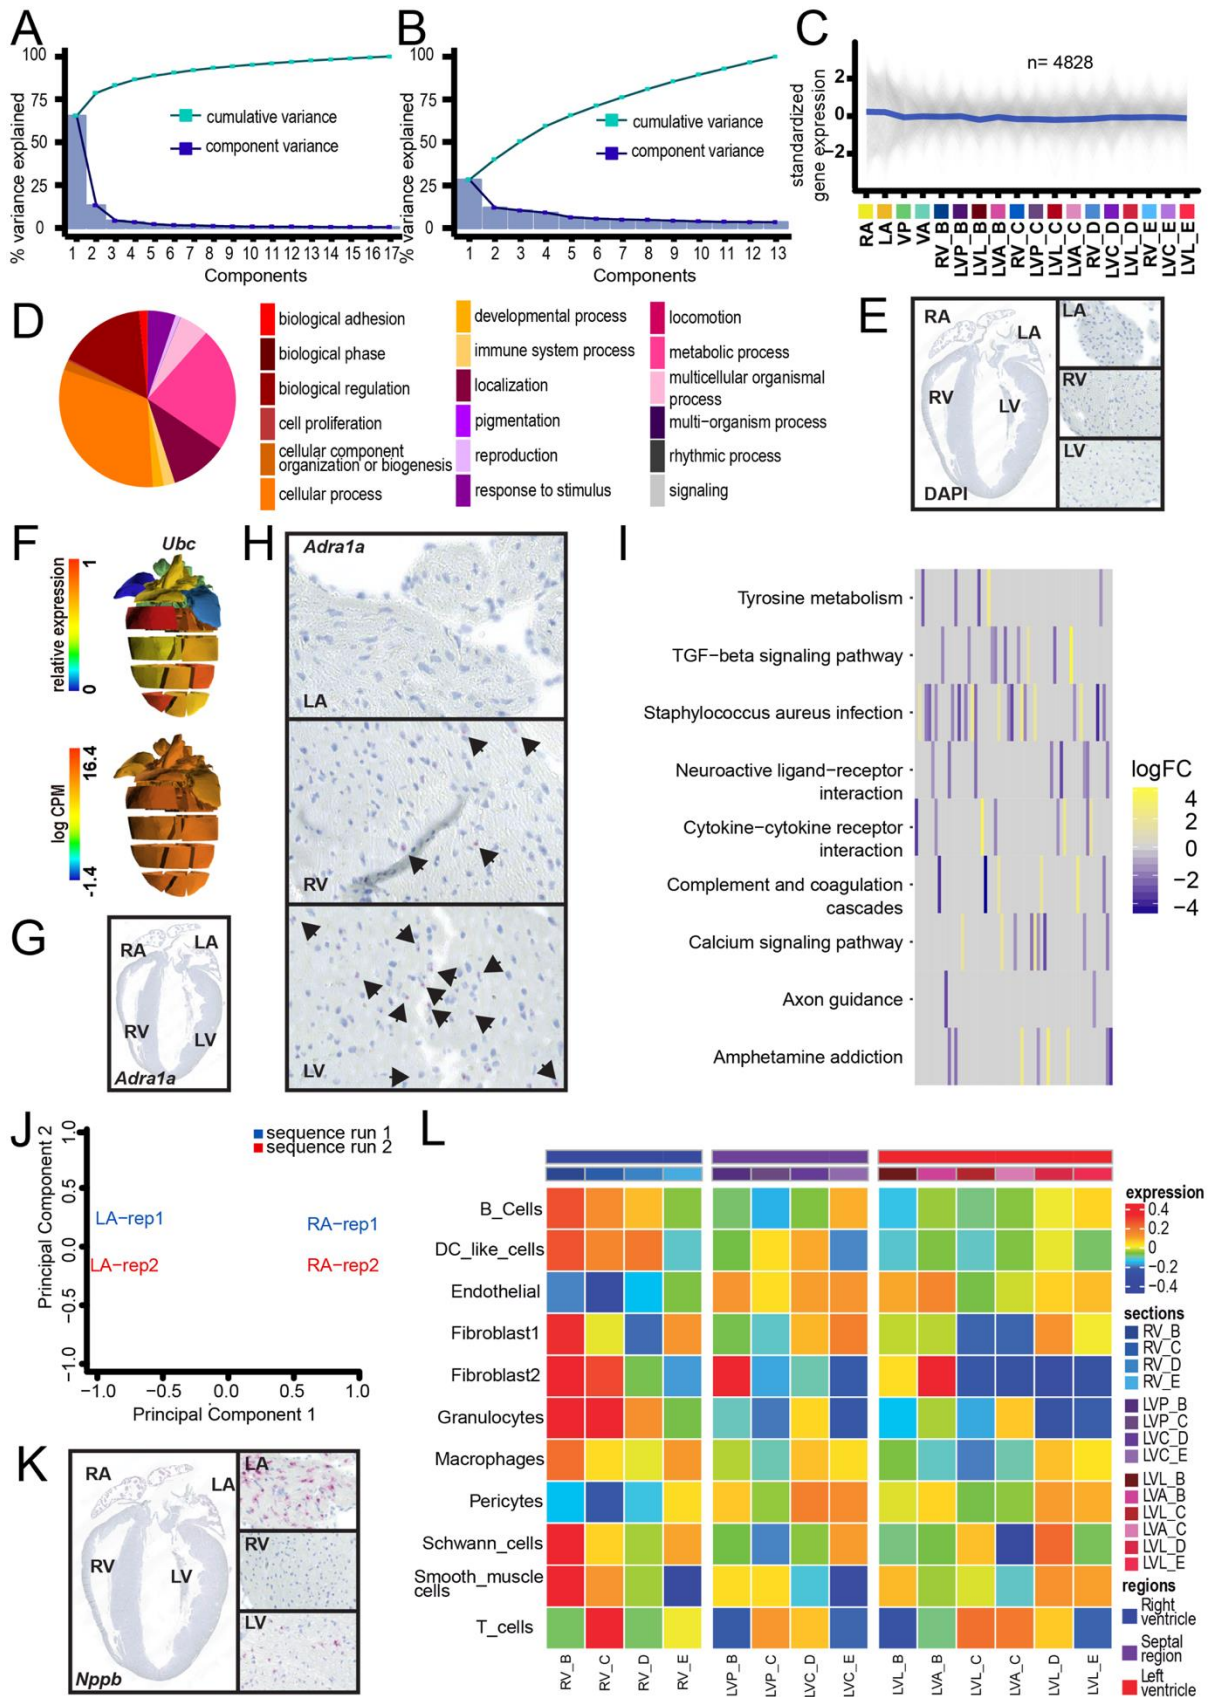 A
100
75
50
25
0
% variance explained
cumulative variance
component variance
1 2 3 4 5 6 7 8 9 10 11 12 13 14 15 16 17
Components
B
100
75
50
25
0
% variance explained
cumulative variance
component variance
1 2 3 4 5 6 7 8 9 10 11 12 13
Components
C
n= 4828
2
0
−2
standardized
gene expression
RA
LA
VP
VA
RV_B
LVP_B
LVL_B
LVA_B
RV_C
LVP_C
LVL_C
LVA_C
RV_D
LVC_D
LVL_D
RV_E
LVC_E
LVL_E
D
biological adhesion
biological phase
biological regulation
cell proliferation
cellular component
organization or biogenesis
cellular process
developmental process
immune system process
localization
pigmentation
reproduction
response to stimulus
locomotion
metabolic process
multicellular organismal
process
multi-organism process
rhythmic process
signaling
E
RA
LA
RV
LV
DAPI
LA
RV
LV
F
Ubc
relative expression
1
0
log CPM
16.4
-1.4
G
RA
LA
RV
LV
Adra1a
H
Adra1a
LA
RV
LV
I
Tyrosine metabolism
TGF−beta signaling pathway
Staphylococcus aureus infection
Neuroactive ligand−receptor
interaction
Cytokine−cytokine receptor
interaction
Complement and coagulation
cascades
Calcium signaling pathway
Axon guidance
Amphetamine addiction
logFC
4
2
0
−2
−4
J
sequence run 1
sequence run 2
1.0
0.5
0.0
−0.5
−1.0
Principal Component 2
LA−rep1
RA−rep1
LA−rep2
RA−rep2
−1.0 −0.5 0.0 0.5 1.0
Principal Component 1
K
RA
LA
RV
LV
Nppb
LA
RV
LV
L
B_Cells
DC_like_cells
Endothelial
Fibroblast1
Fibroblast2
Granulocytes
Macrophages
Pericytes
Schwann_cells
Smooth_muscle
cells
T_cells
RV_B
RV_C
RV_D
RV_E
LVP_B
LVP_C
LVC_D
LVC_E
LVL_B
LVA_B
LVL_C
LVA_C
LVL_D
LVL_E
expression
0.4
0.2
0
−0.2
−0.4
sections
RV_B
RV_C
RV_D
RV_E
LVP_B
LVP_C
LVC_D
LVC_E
LVL_B
LVA_B
LVL_C
LVA_C
LVL_D
LVL_E
regions
Right
ventricle
Septal
region
Left
ventricle